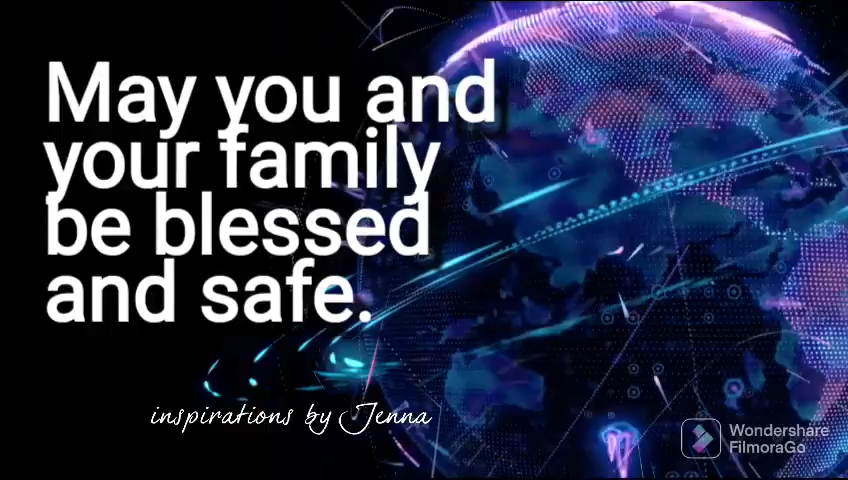 May you and
your family
be blessed
and safe.
inspirations by Jenna
Wondershare
FilmoraGo